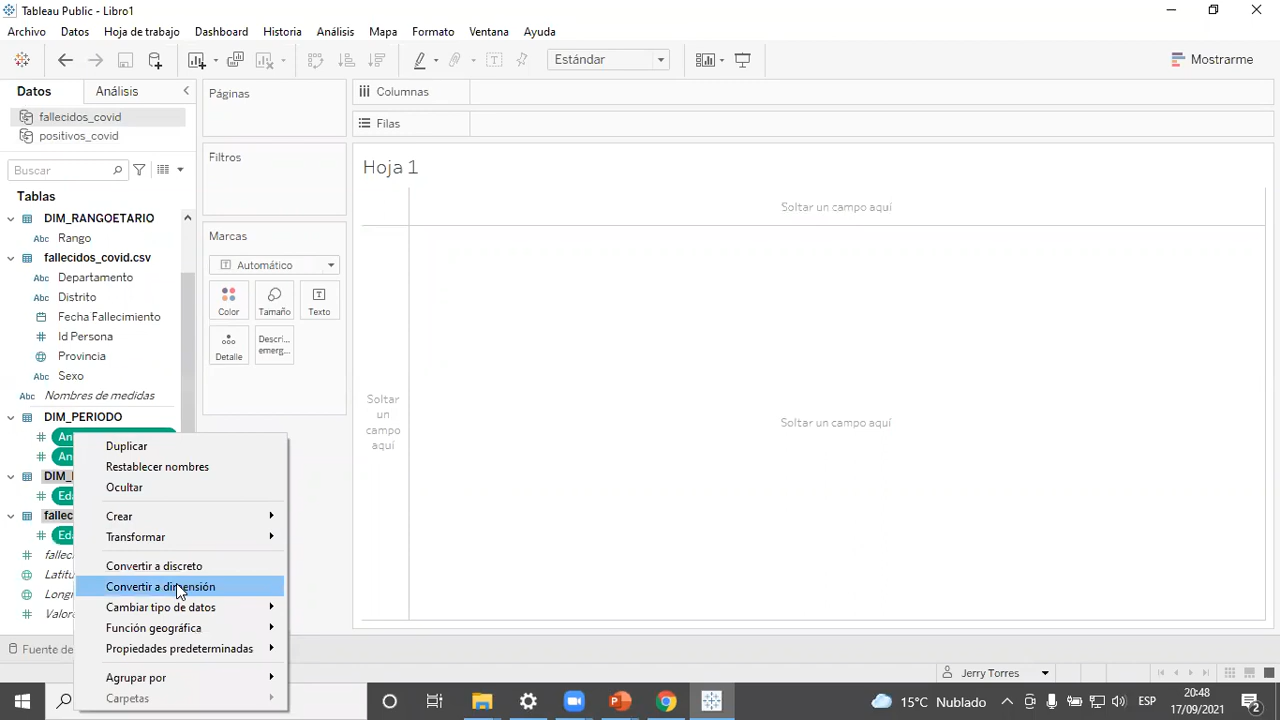 Tableau Public - Libro1
Archivo Datos Hoja de trabajo Dashboard Historia Análisis Mapa Formato Ventana Ayuda
Estándar
Mostrarme
Datos Análisis
Páginas
Columnas
fallecidos_covid
positivos_covid
Filas
Buscar
Filtros
Hoja 1
Tablas
DIM_RANGOETARIO
Abc Rango
fallecidos_covid.csv
Abc Departamento
Abc Distrito
Fecha Fallecimiento
Id Persona
Provincia
Abc Sexo
Abc Nombres de medidas
DIM_PERIODO
Marcas
Automático
Color Tamaño Texto
Detalle
Descri...
emerg...
Soltar un campo aquí
Soltar
un
campo
aquí
Soltar un campo aquí
Duplicar
Restablecer nombres
Ocultar
Crear
Transformar
Convertir a discreto
Convertir a dimensión
Cambiar tipo de datos
Función geográfica
Propiedades predeterminadas
Agrupar por
Carpetas
Fuente de
Jerry Torres
15°C Nublado
ESP
20:48
17/09/2021
2